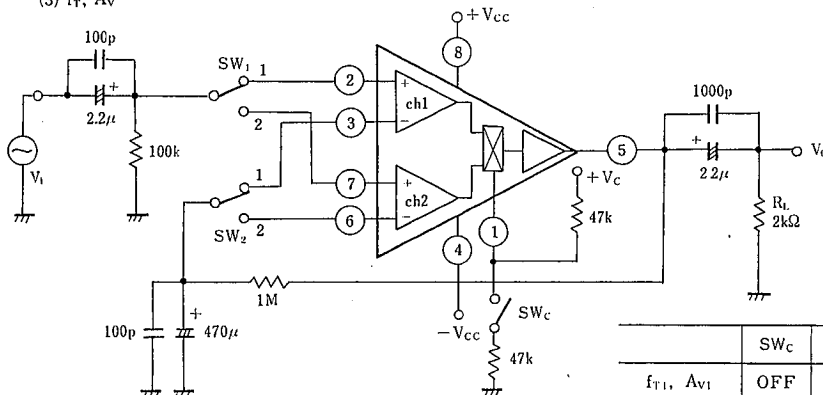 (3) fT, AV
+VCC
100p
SW1
1
2
8
1000p
2.2μ
+
2
+
ch1
3
−
5
+
2.2μ
V0
100k
VI
1
7
+
ch2
6
−
+VC
47k
RL
2kΩ
2
SW2
4
1
1M
SWC
100p
+
470μ
−VCC
47k
SWC
fT1, AV1
OFF